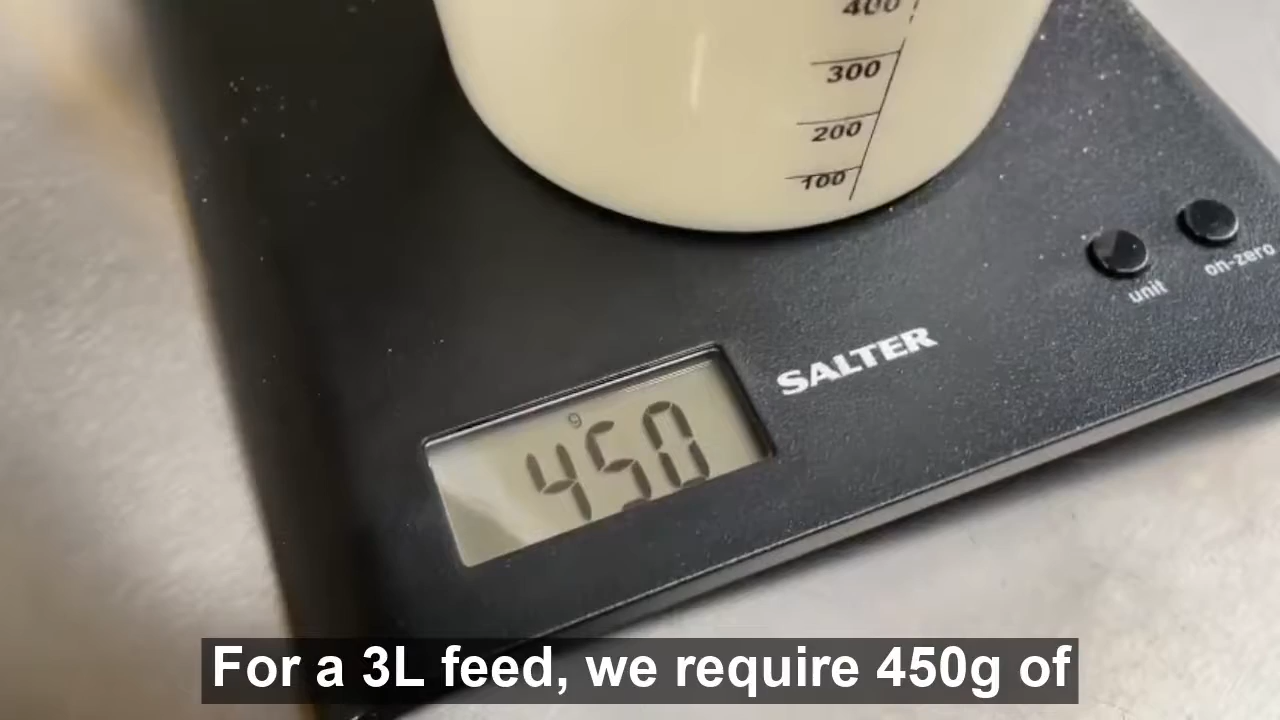 400
300
200
100
on-zero
unit
SALTER
g
450
For a 3L feed, we require 450g of